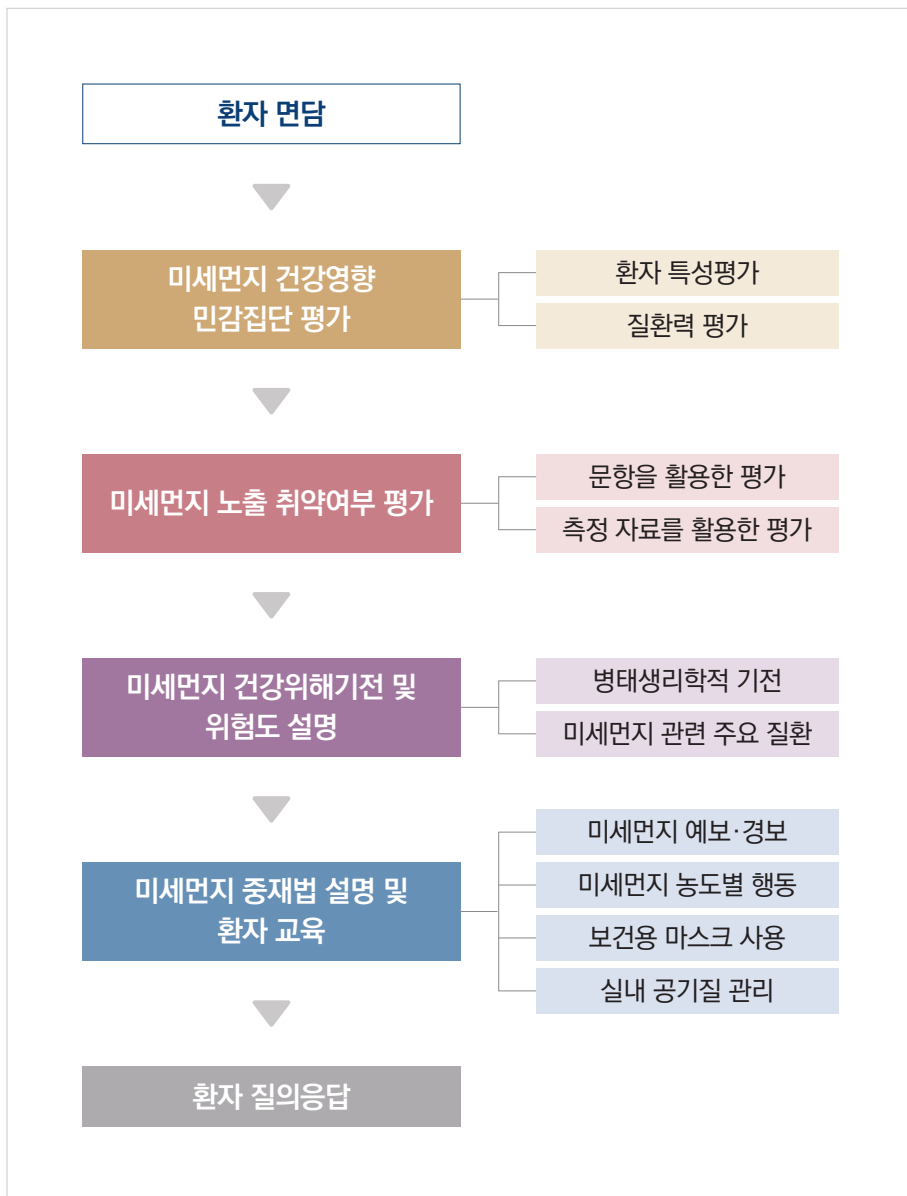 환자 면담
미세먼지 건강영향
민감집단 평가
환자 특성평가
질환력 평가
미세먼지 노출 취약여부 평가
문항을 활용한 평가
측정 자료를 활용한 평가
미세먼지 건강위해기전 및
위험도 설명
병태생리학적 기전
미세먼지 관련 주요 질환
미세먼지 중재법 설명 및
환자 교육
미세먼지 예보·경보
미세먼지 농도별 행동
보건용 마스크 사용
실내 공기질 관리
환자 질의응답